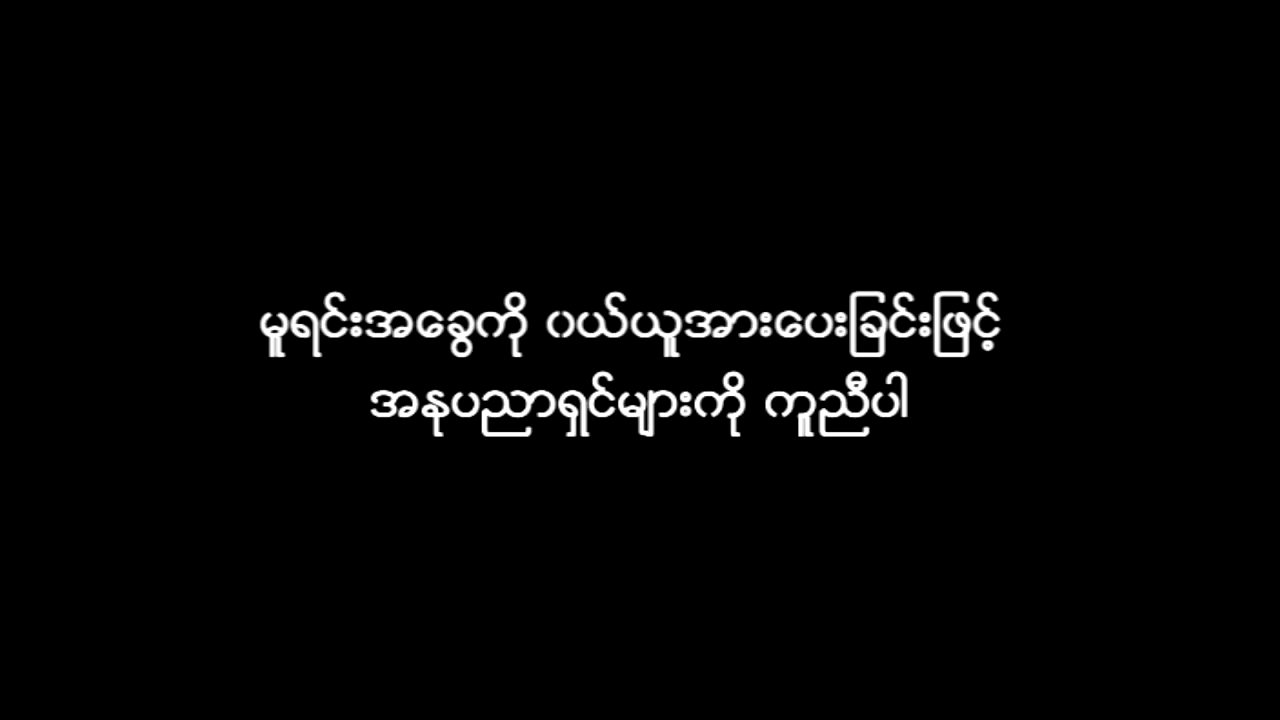 မူရင်းအခွေကို ဝယ်ယူအားပေးခြင်းဖြင့်
အနုပညာရှင်များကို ကူညီပါ